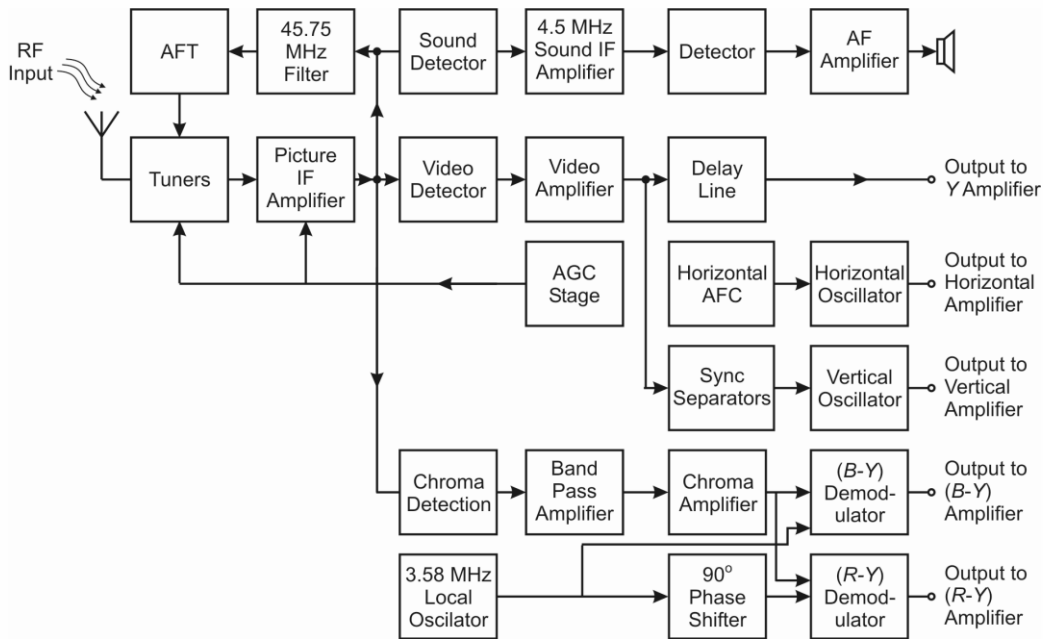 RF
Input
AFT
45.75
MHz
Filter
Sound
Detector
4.5 MHz
Sound IF
Amplifier
Detector
AF
Amplifier
Tuners
Picture
IF
Amplifier
Video
Detector
Video
Amplifier
Delay
Line
Output to
Y Amplifier
AGC
Stage
Horizontal
AFC
Horizontal
Oscillator
Output to
Horizontal
Amplifier
Sync
Separators
Vertical
Oscillator
Output to
Vertical
Amplifier
Chroma
Detection
Band
Pass
Amplifier
Chroma
Amplifier
(B-Y)
Demod-
ulator
Output to
(B-Y)
Amplifier
3.58 MHz
Local
Oscilator
90°
Phase
Shifter
(R-Y)
Demod-
ulator
Output to
(R-Y)
Amplifier